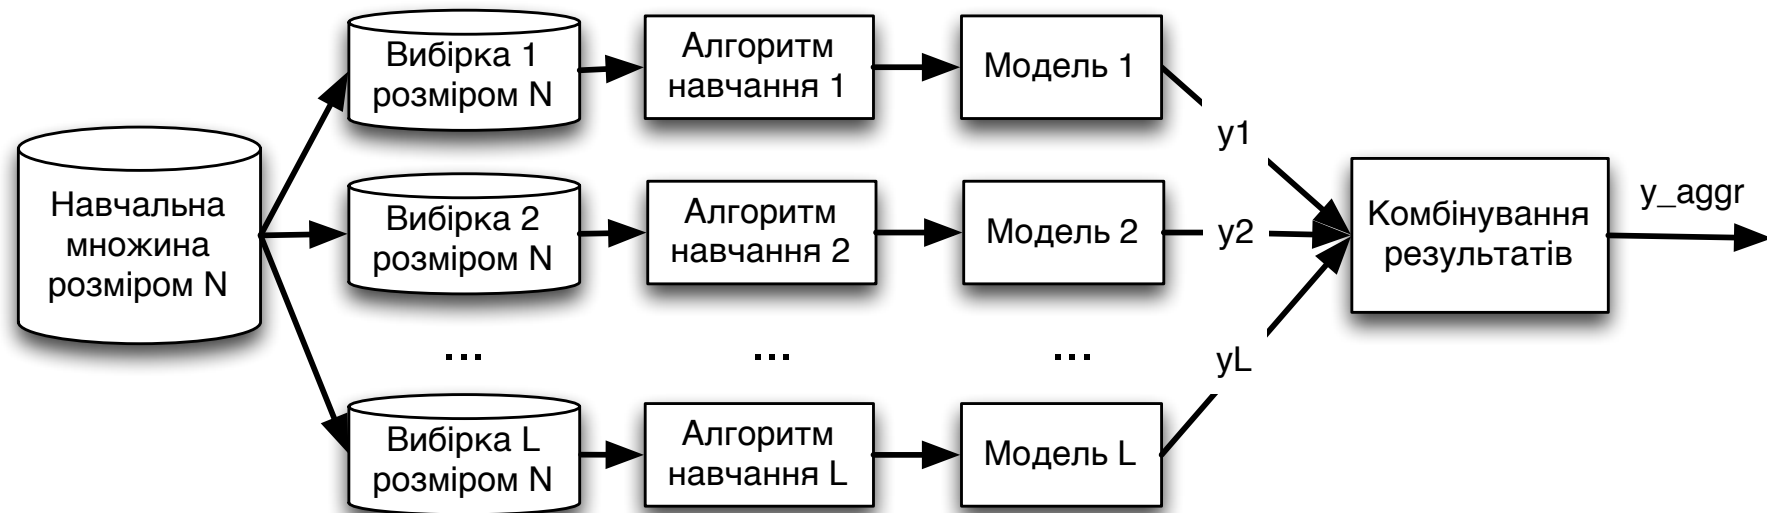 Навчальна
множина
розміром N
Вибірка 1
розміром N
Алгоритм
навчання 1
Модель 1
y1
Вибірка 2
розміром N
Алгоритм
навчання 2
Модель 2
y2
...
...
...
yL
Вибірка L
розміром N
Алгоритм
навчання L
Модель L
Комбінування
результатів
y_aggr